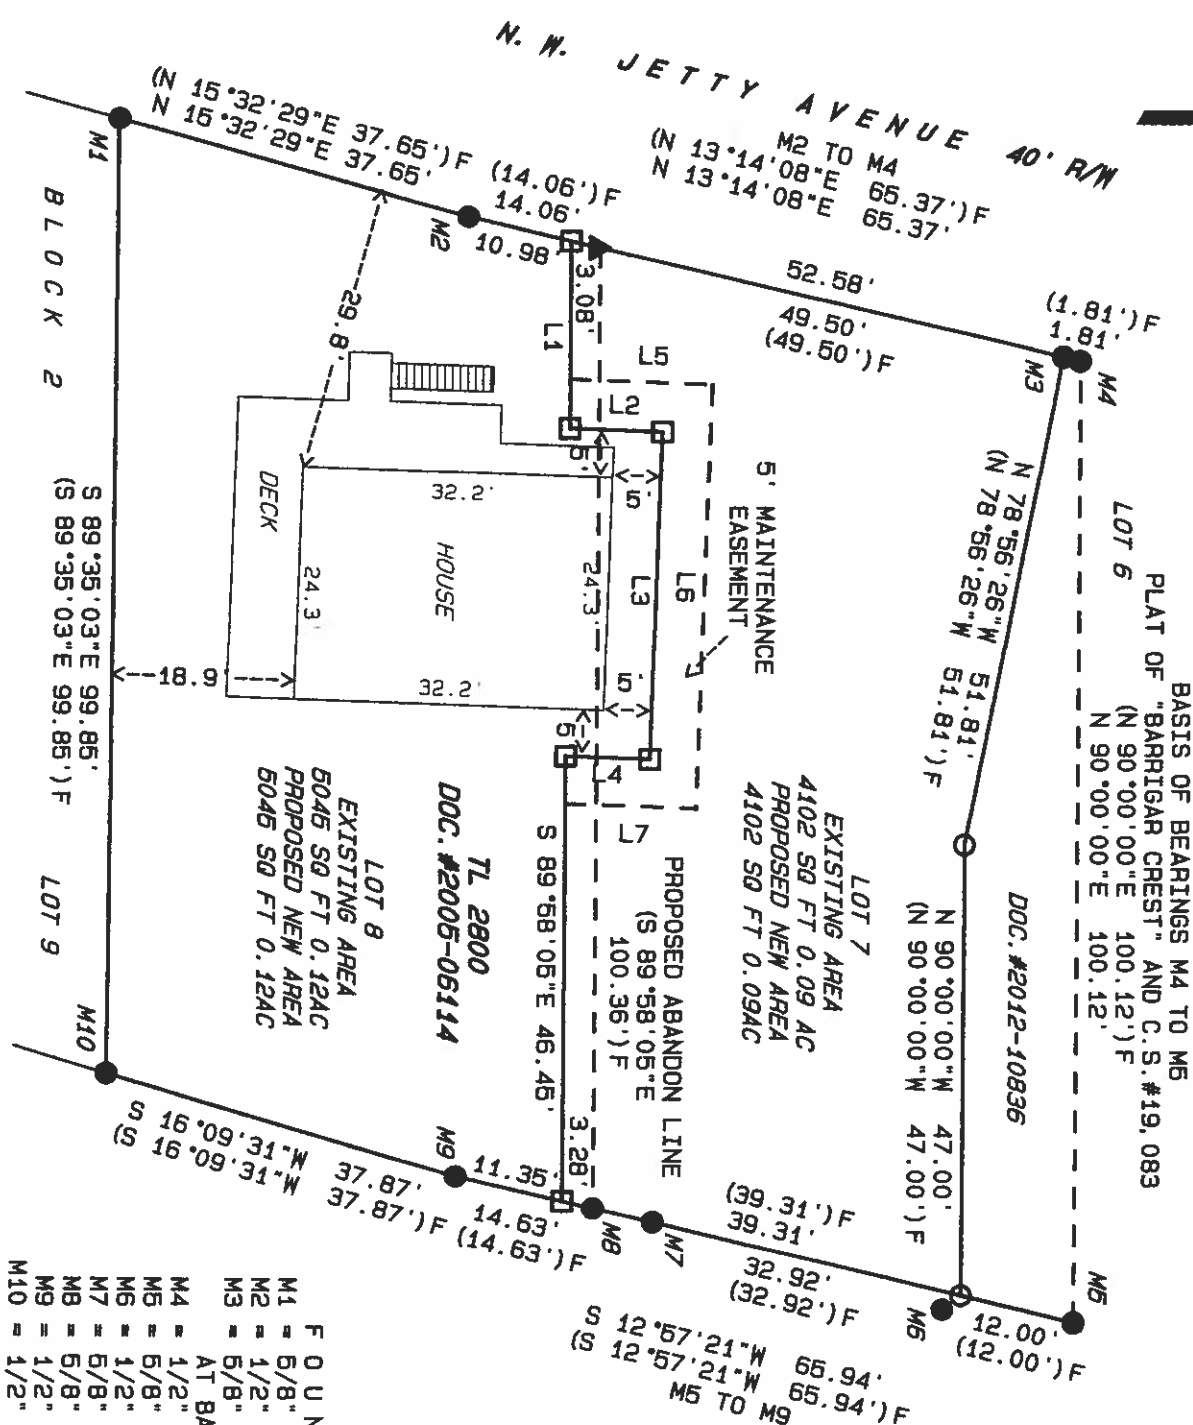 N. W. JETTY AVENUE 40' R/W
BASIS OF BEARINGS M4 TO M5
PLAT OF "BARRIGAR CREST" AND C.S.#19,083
(N 90°00'00"E 100.12')F
N 90°00'00"E 100.12'
M2 TO M4
(N 13°14'08"E 65.37')F
N 13°14'08"E 65.37'
(N 15°32'29"E 37.65')F
N 15°32'29"E 37.65'
(14.06')F
14.06'
10.98'
3.08'
52.58'
49.50'
(49.50')F
(1.81')F
1.81'
M1
M2
M3
M4
M5
LOT 6
N 78°56'26"W 51.81'
(N 78°56'26"W 51.81')F
DOC.#2012-10836
N 90°00'00"W 47.00'
(N 90°00'00"W 47.00')F
L1
L5
L2
L3
L6
L4
L7
5' MAINTENANCE
EASEMENT
5'
5'
5'
5'
29.8'
32.2'
24.3'
24.3'
32.2'
HOUSE
DECK
18.9
LOT 7
EXISTING AREA
4102 SQ FT 0.09 AC
PROPOSED NEW AREA
4102 SQ FT 0.09AC
PROPOSED ABANDON LINE
(S 89°58'05"E
100.36')F
S 89°58'05"E 46.45'
TL 2800
DOC.#2005-06114
LOT 8
EXISTING AREA
5045 SQ FT 0.12AC
PROPOSED NEW AREA
5045 SQ FT 0.12AC
BLOCK 2
S 89°35'03"E 99.85'
(S 89°35'03"E 99.85')F
LOT 9
M10
M9
M8
M7
M6
3.28'
11.35'
14.63'
(14.63')F
S 16°09'31"W 37.87'
(S 16°09'31"W 37.87')F
(39.31')F
39.31'
32.92'
(32.92')F
12.00'
(12.00')F
S 12°57'21"W 65.94'
(S 12°57'21"W 65.94')F
M5 TO M9
F O U N
M1 = 5/8"
M2 = 1/2"
M3 = 5/8"
AT BA
M4 = 1/2"
M5 = 5/8"
M6 = 1/2"
M7 = 5/8"
M8 = 5/8"
M9 = 1/2"
M10 = 1/2"